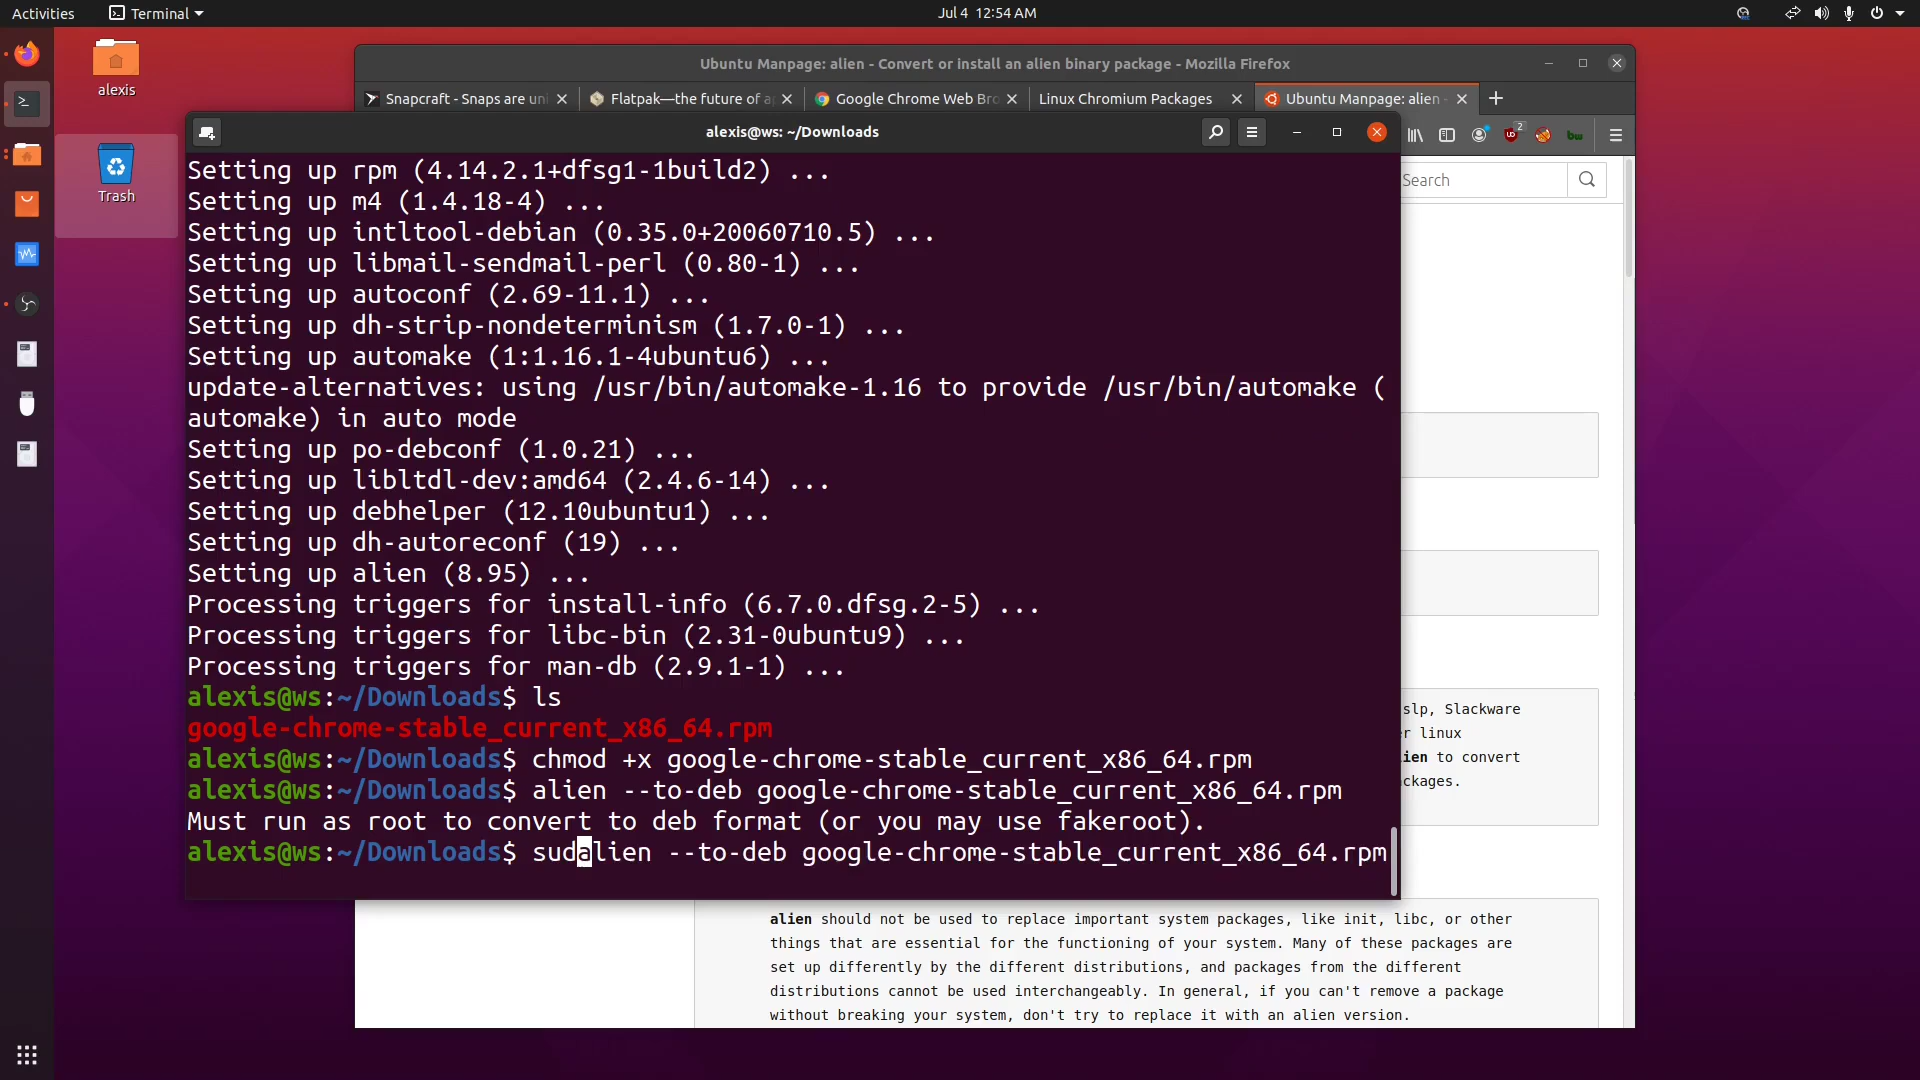 Activities
Terminal
Jul 4 12:54 AM
alexis
Trash
Ubuntu Manpage: alien - Convert or install an alien binary package - Mozilla Firefox
Snapcraft - Snaps are uni
Flatpak—the future of a
Google Chrome Web Bro
Linux Chromium Packages
Ubuntu Manpage: alien -
2
Search
alexis@ws: ~/Downloads
Setting up rpm (4.14.2.1+dfsg1-1build2) ...
Setting up m4 (1.4.18-4) ...
Setting up intltool-debian (0.35.0+20060710.5) ...
Setting up libmail-sendmail-perl (0.80-1) ...
Setting up autoconf (2.69-11.1) ...
Setting up dh-strip-nondeterminism (1.7.0-1) ...
Setting up automake (1:1.16.1-4ubuntu6) ...
update-alternatives: using /usr/bin/automake-1.16 to provide /usr/bin/automake (
automake) in auto mode
Setting up po-debconf (1.0.21) ...
Setting up libltdl-dev:amd64 (2.4.6-14) ...
Setting up debhelper (12.10ubuntu1) ...
Setting up dh-autoreconf (19) ...
Setting up alien (8.95) ...
Processing triggers for install-info (6.7.0.dfsg.2-5) ...
Processing triggers for libc-bin (2.31-0ubuntu9) ...
Processing triggers for man-db (2.9.1-1) ...
alexis@ws:~/Downloads$ ls
google-chrome-stable_current_x86_64.rpm
alexis@ws:~/Downloads$ chmod +x google-chrome-stable_current_x86_64.rpm
alexis@ws:~/Downloads$ alien --to-deb google-chrome-stable_current_x86_64.rpm
Must run as root to convert to deb format (or you may use fakeroot).
alexis@ws:~/Downloads$ sudalien --to-deb google-chrome-stable_current_x86_64.rpm
slp, Slackware
er linux
ien to convert
ckages.
alien should not be used to replace important system packages, like init, libc, or other
things that are essential for the functioning of your system. Many of these packages are
set up differently by the different distributions, and packages from the different
distributions cannot be used interchangeably. In general, if you can't remove a package
without breaking your system, don't try to replace it with an alien version.